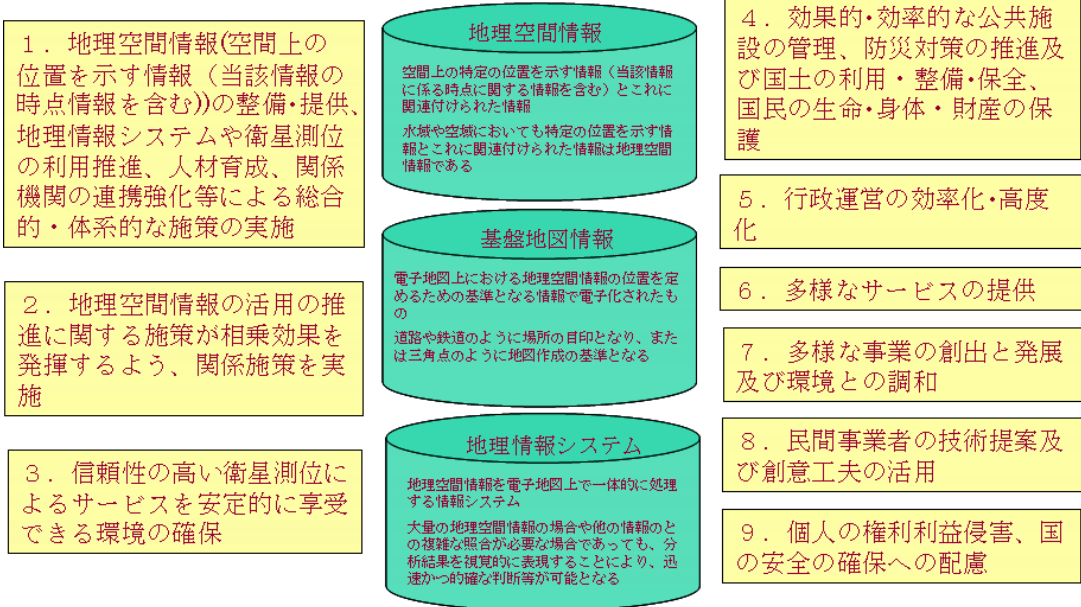 １．地理空間情報(空間上の
位置を示す情報（当該情報の
時点情報を含む))の整備･提供、
地理情報システムや衛星測位
の利用推進、人材育成、関係
機関の連携強化等による総合
的・体系的な施策の実施
２．地理空間情報の活用の推
進に関する施策が相乗効果を
発揮するよう、関係施策を実
施
３．信頼性の高い衛星測位に
よるサービスを安定的に享受
できる環境の確保
地理空間情報
空間上の特定の位置を示す情報（当該情報
に係る時点に関する情報を含む）とこれに
関連付けられた情報
水域や空域においても特定の位置を示す情
報とこれに関連付けられた情報は地理空間
情報である
基盤地図情報
電子地図上における地理空間情報の位置を定
めるための基準となる情報で電子化されたも
の
道路や鉄道のように場所の目印となり、また
は三角点のように地図作成の基準となる
地理情報システム
地理空間情報を電子地図上で一体的に処理
する情報システム
大量の地理空間情報の場合や他の情報のと
の複雑な照合が必要な場合であっても、分
析結果を視覚的に表現することにより、迅
速かつ的確な判断等が可能となる
４．効果的･効率的な公共施
設の管理、防災対策の推進及
び国土の利用・整備･保全、
国民の生命･身体・財産の保
護
５．行政運営の効率化･高度
化
６．多様なサービスの提供
７．多様な事業の創出と発展
及び環境との調和
８．民間事業者の技術提案及
び創意工夫の活用
９．個人の権利利益侵害、国
の安全の確保への配慮